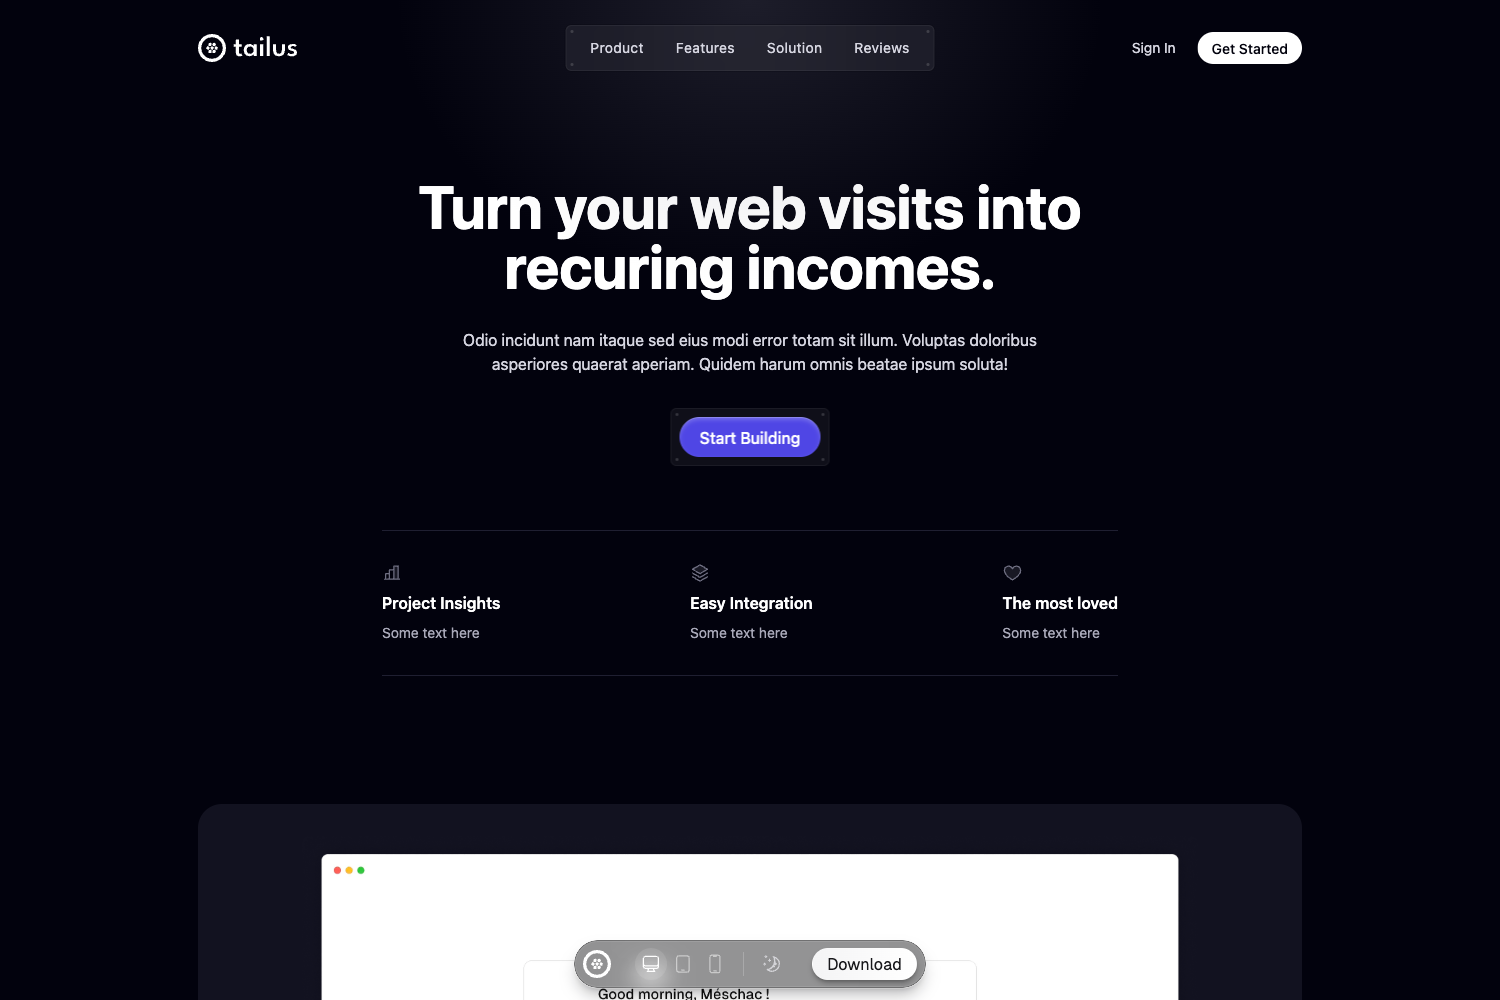 tailus
Product Features Solution Reviews
Sign In
Get Started
Turn your web visits into
recuring incomes.
Odio incidunt nam itaque sed eius modi error totam sit illum. Voluptas doloribus
asperiores quaerat aperiam. Quidem harum omnis beatae ipsum soluta!
Start Building
Project Insights
Some text here
Easy Integration
Some text here
The most loved
Some text here
Download
Good morning, Méschac !